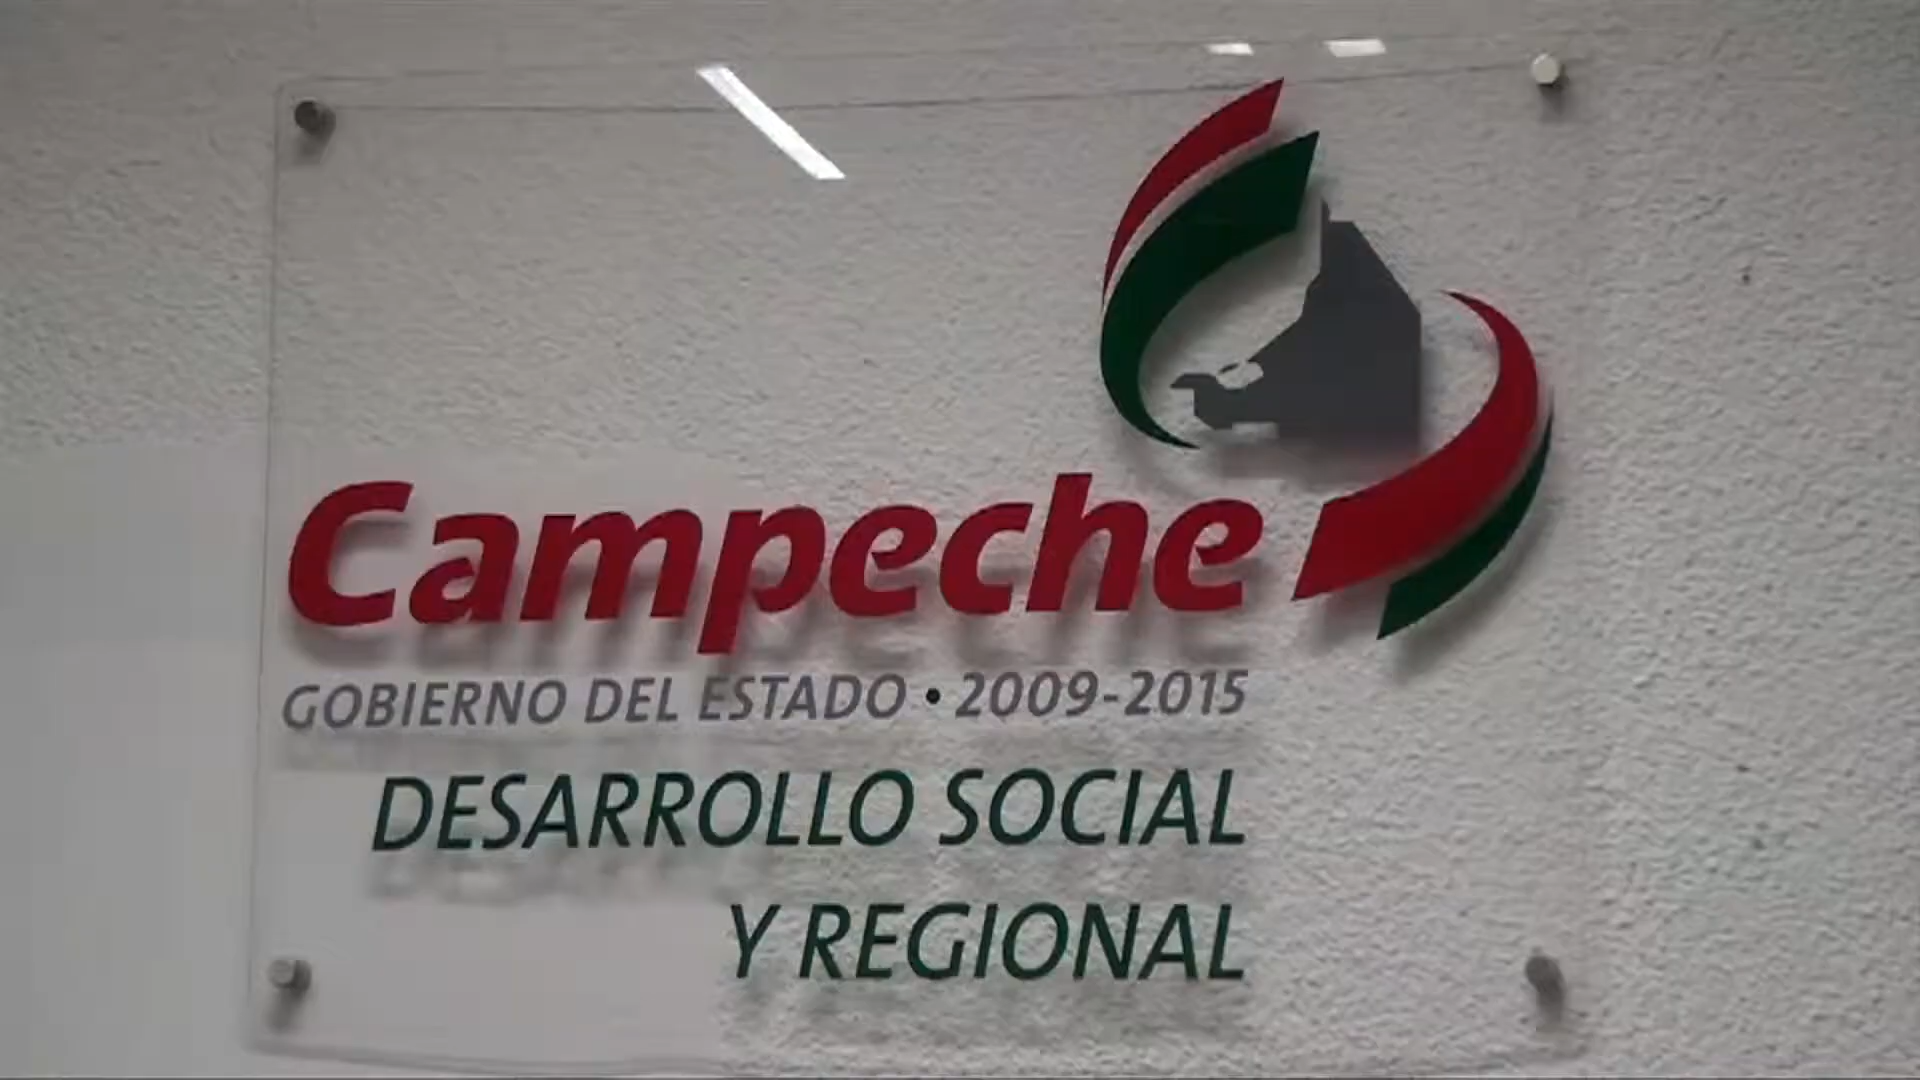 Campeche
GOBIERNO DEL ESTADO • 2009-2015
DESARROLLO SOCIAL
Y REGIONAL